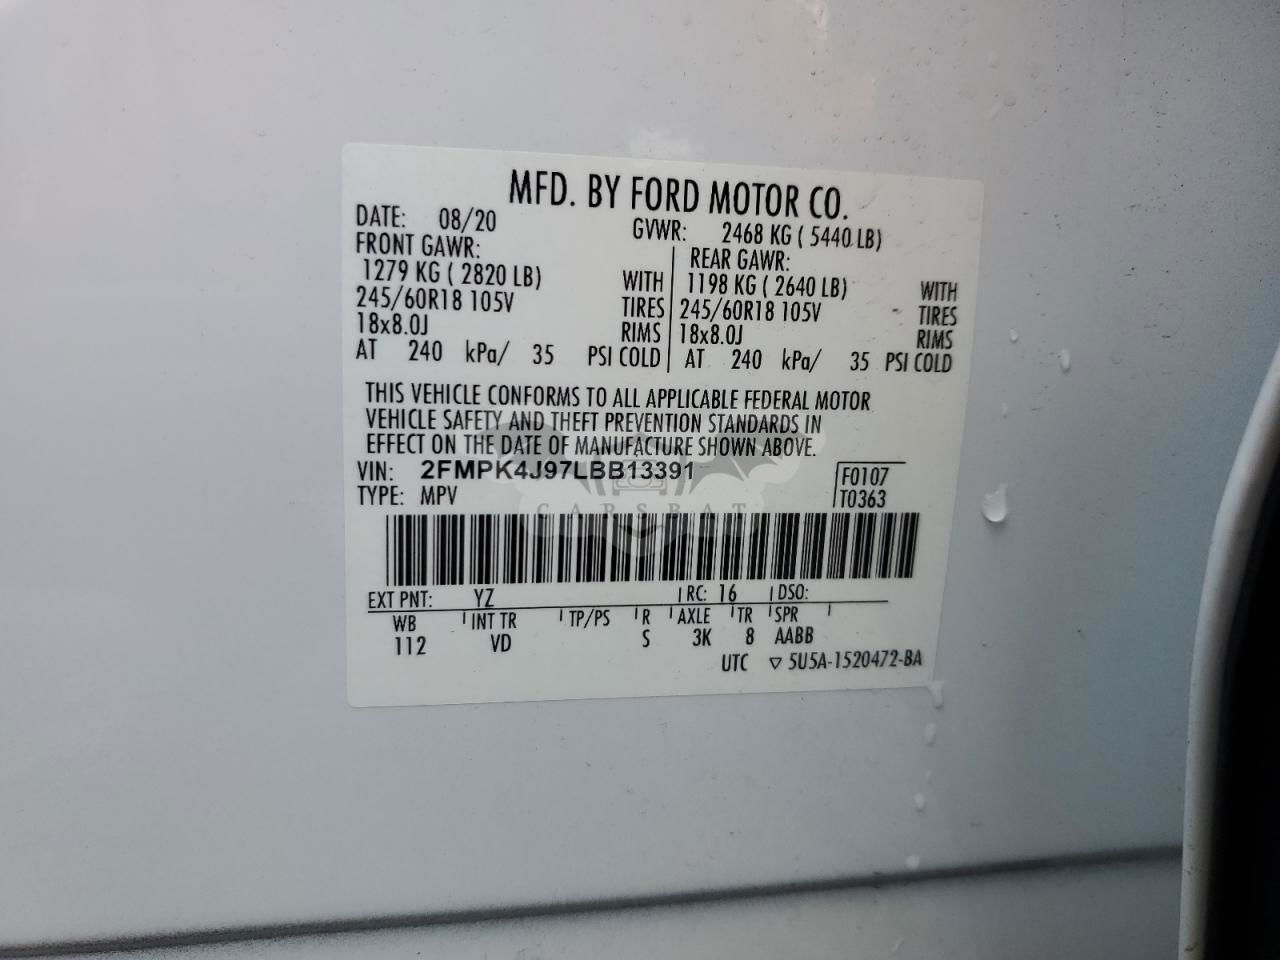 MFD. BY FORD MOTOR CO.
DATE: 08/20 GVWR: 2468 KG ( 5440 LB)
FRONT GAWR: REAR GAWR:
1279 KG ( 2820 LB) WITH 1198 KG ( 2640 LB) WITH
245/60R18 105V TIRES 245/60R18 105V TIRES
18x8.0J RIMS 18x8.0J RIMS
AT 240 kPa/ 35 PSI COLD AT 240 kPa/ 35 PSI COLD
THIS VEHICLE CONFORMS TO ALL APPLICABLE FEDERAL MOTOR
VEHICLE SAFETY AND THEFT PREVENTION STANDARDS IN
EFFECT ON THE DATE OF MANUFACTURE SHOWN ABOVE.
VIN: 2FMPK4J97LBB13391 F0107
TYPE: MPV T0363
CARSBAT
EXT PNT: YZ RC: 16 DSO:
WB INT TR TP/PS R AXLE TR SPR
112 VD S 3K 8 AABB
UTC ▽ 5U5A-1520472-BA